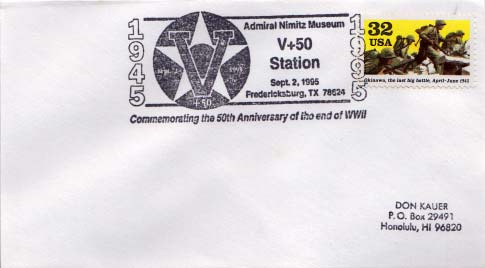 1945
1995
Admiral Nimitz Museum
V+50
Station
Sept. 2, 1995
Fredericksburg, TX 78624
V
1995
+50
Commemorating the 50th Anniversary of the end of WWII
32
USA
Okinawa, the last big battle, April-June 1945
DON KAUER
P.O. Box 29491
Honolulu, HI 96820